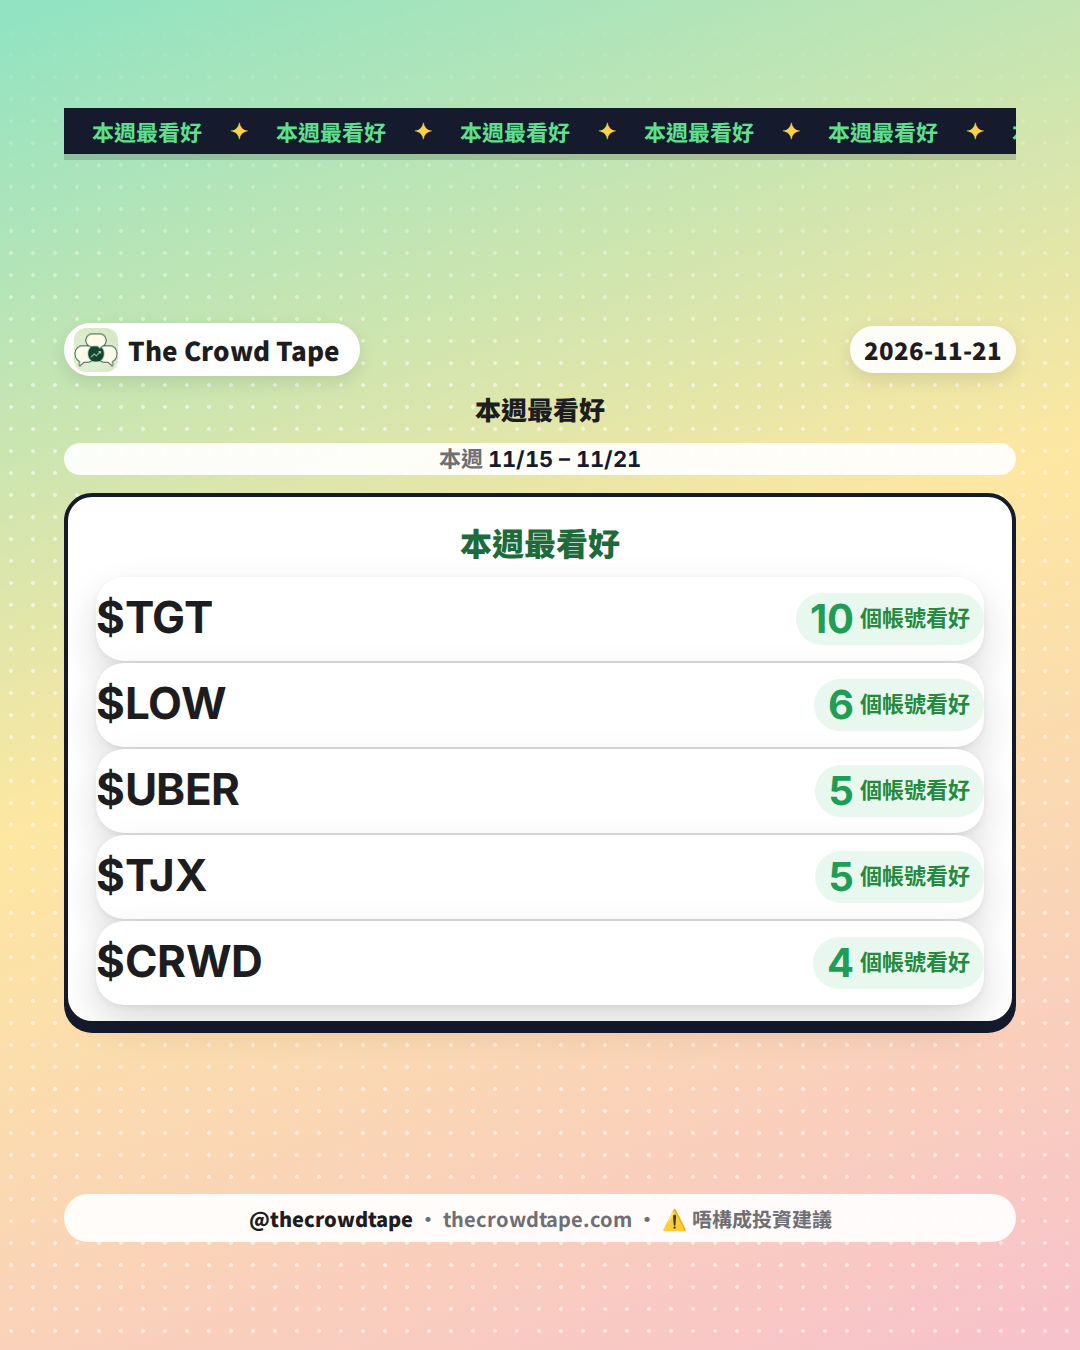 本週最看好 ✦ 本週最看好 ✦ 本週最看好 ✦ 本週最看好 ✦ 本週最看好 ✦
The Crowd Tape
2026-11-21
本週最看好
本週 11/15 – 11/21
本週最看好
$TGT 10 個帳號看好
$LOW 6 個帳號看好
$UBER 5 個帳號看好
$TJX 5 個帳號看好
$CRWD 4 個帳號看好
@thecrowdtape • thecrowdtape.com • ⚠️ 唔構成投資建議